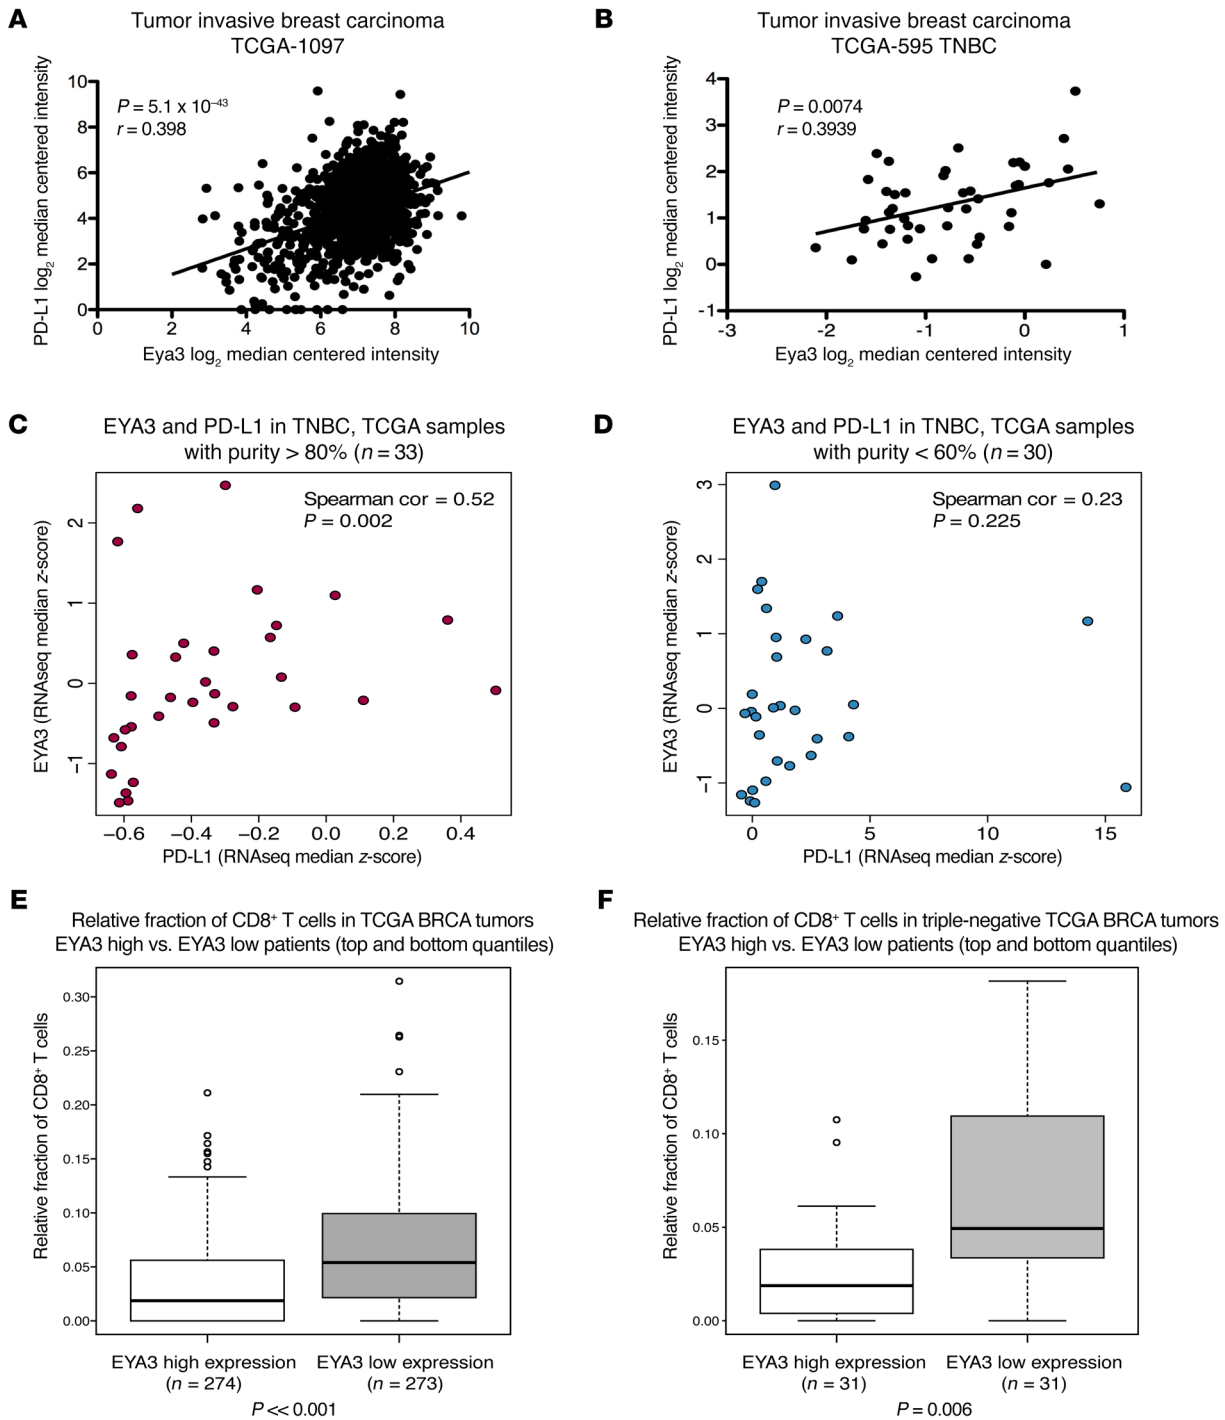 A
Tumor invasive breast carcinoma
TCGA-1097
PD-L1 log2 median centered intensity
10
8
6
4
2
0
P = 5.1 x 10–43
r = 0.398
0 2 4 6 8 10
Eya3 log2 median centered intensity
B
Tumor invasive breast carcinoma
TCGA-595 TNBC
PD-L1 log2 median centered intensity
4
3
2
1
0
-1
P = 0.0074
r = 0.3939
-3 -2 -1 0 1
Eya3 log2 median centered intensity
C
EYA3 and PD-L1 in TNBC, TCGA samples
with purity > 80% (n = 33)
EYA3 (RNAseq median z-score)
2
1
0
−1
Spearman cor = 0.52
P = 0.002
−0.6 −0.4 −0.2 0.0 0.2 0.4
PD-L1 (RNAseq median z-score)
D
EYA3 and PD-L1 in TNBC, TCGA samples
with purity < 60% (n = 30)
EYA3 (RNAseq median z-score)
3
2
1
0
−1
Spearman cor = 0.23
P = 0.225
0 5 10 15
PD-L1 (RNAseq median z-score)
E
Relative fraction of CD8+ T cells in TCGA BRCA tumors
EYA3 high vs. EYA3 low patients (top and bottom quantiles)
Relative fraction of CD8+ T cells
0.30
0.25
0.20
0.15
0.10
0.05
0.00
EYA3 high expression
(n = 274)
EYA3 low expression
(n = 273)
P << 0.001
F
Relative fraction of CD8+ T cells in triple-negative TCGA BRCA tumors
EYA3 high vs. EYA3 low patients (top and bottom quantiles)
Relative fraction of CD8+ T cells
0.15
0.10
0.05
0.00
EYA3 high expression
(n = 31)
EYA3 low expression
(n = 31)
P = 0.006